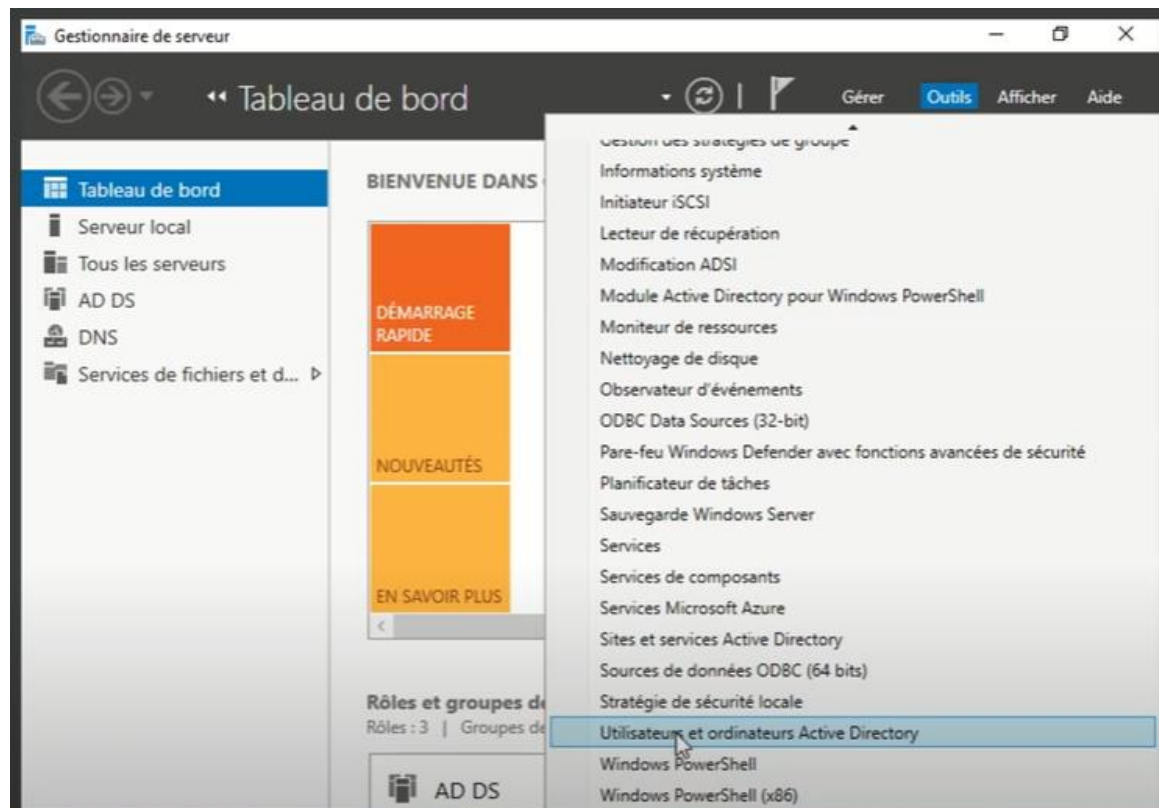 Gestionnaire de serveur
Tableau de bord
Gérer Outils Afficher Aide
Tableau de bord
Serveur local
Tous les serveurs
AD DS
DNS
Services de fichiers et d...
BIENVENUE DANS
DÉMARRAGE
RAPIDE
NOUVEAUTÉS
EN SAVOIR PLUS
Rôles et groupes de
Rôles : 3 | Groupes de
AD DS
Gestion des stratégies de groupe
Informations système
Initiateur iSCSI
Lecteur de récupération
Modification ADSI
Module Active Directory pour Windows PowerShell
Moniteur de ressources
Nettoyage de disque
Observateur d'événements
ODBC Data Sources (32-bit)
Pare-feu Windows Defender avec fonctions avancées de sécurité
Planificateur de tâches
Sauvegarde Windows Server
Services
Services de composants
Services Microsoft Azure
Sites et services Active Directory
Sources de données ODBC (64 bits)
Stratégie de sécurité locale
Utilisateurs et ordinateurs Active Directory
Windows PowerShell
Windows PowerShell (x86)